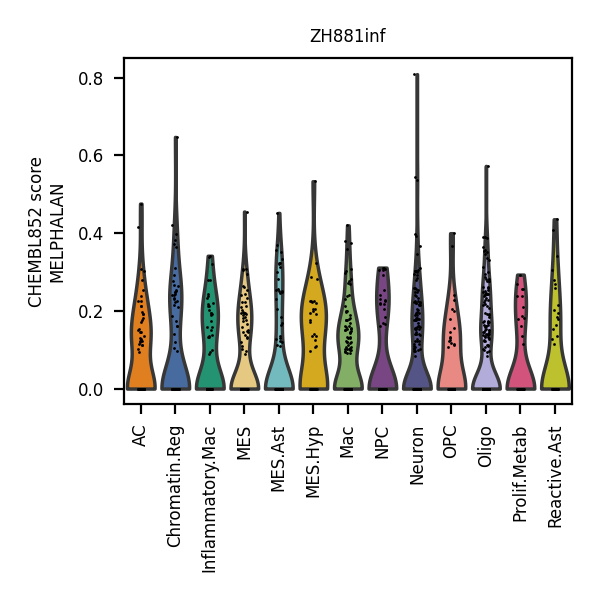 ZH881inf
CHEMBL852 score
MELPHALAN
0.8
0.6
0.4
0.2
0.0
AC
Chromatin.Reg
Inflammatory.Mac
MES
MES.Ast
MES.Hyp
Mac
NPC
Neuron
OPC
Oligo
Prolif.Metab
Reactive.Ast